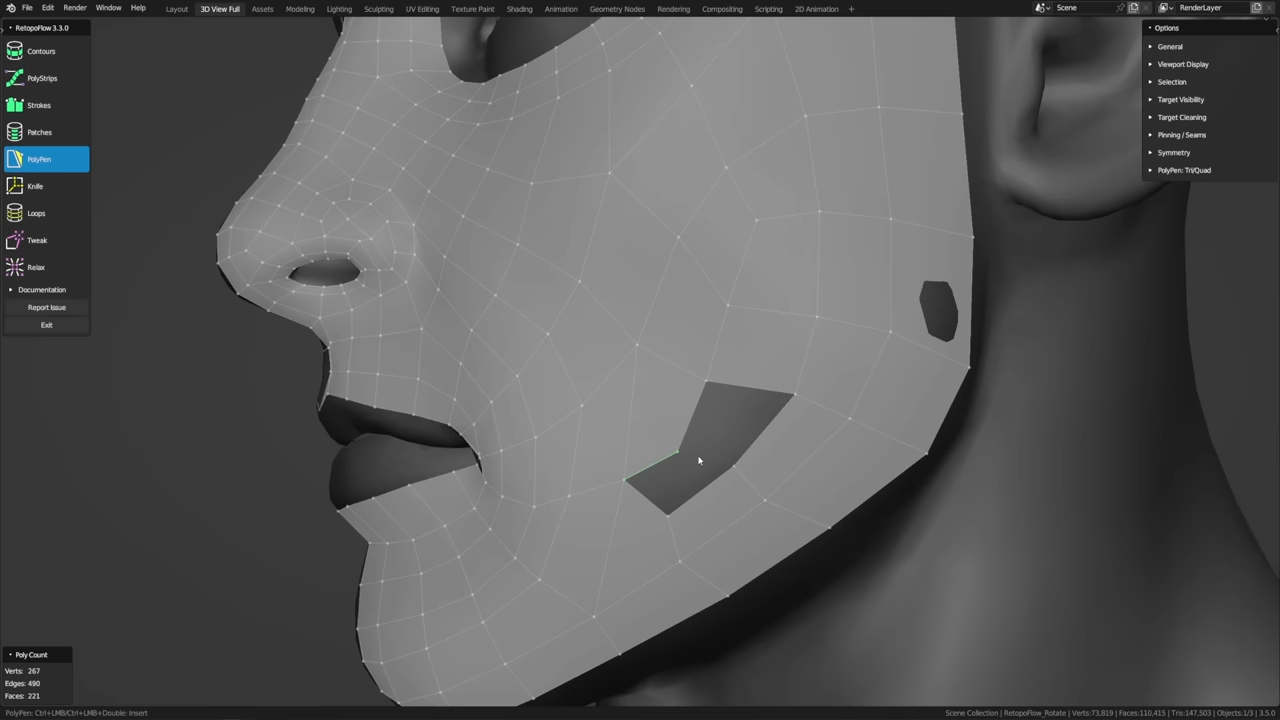 File Edit Render Window Help
Layout 3D View Full Assets Modeling Lighting Sculpting UV Editing Texture Paint Shading Animation Geometry Nodes Rendering Compositing Scripting 2D Animation +
Scene
RenderLayer
RetopoFlow 3.3.0
Contours
PolyStrips
Strokes
Patches
PolyPen
Knife
Loops
Tweak
Relax
Documentation
Report Issue
Exit
Options
General
Viewport Display
Selection
Target Visibility
Target Cleaning
Pinning / Seams
Symmetry
PolyPen: Tri/Quad
Poly Count
Verts: 267
Edges: 490
Faces: 221
PolyPen: Ctrl+LMB/Ctrl+LMB+Double: Insert
Scene Collection | RetopoFlow_Rotate | Verts:73,819 | Faces:110,415 | Tris:147,503 | Objects:1/3 | 3.5.0